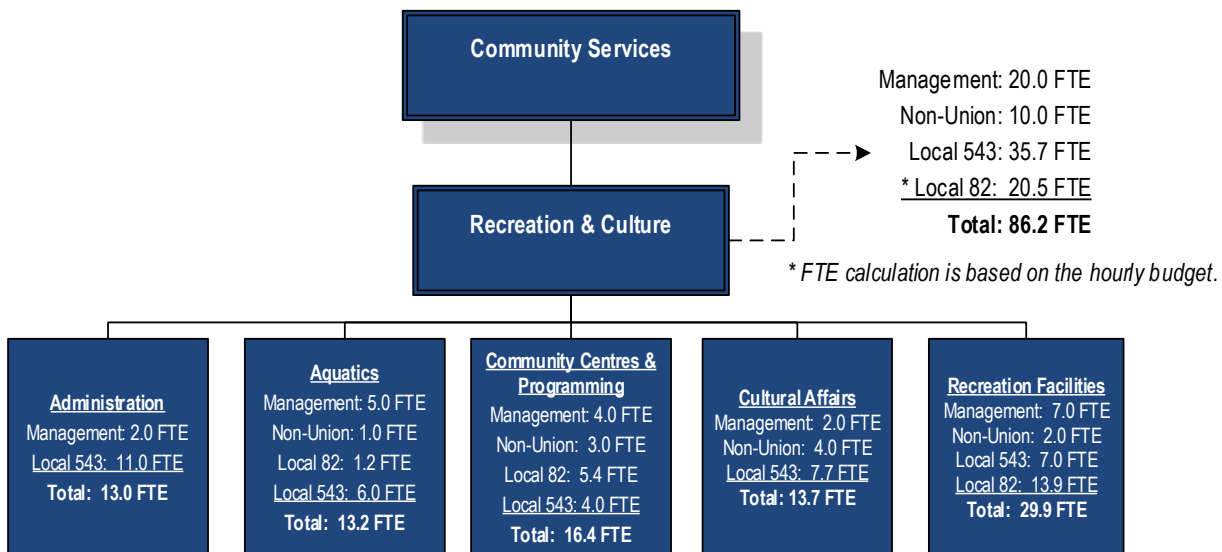 Community Services
Management: 20.0 FTE
Non-Union: 10.0 FTE
Local 543: 35.7 FTE
* Local 82: 20.5 FTE
Total: 86.2 FTE
* FTE calculation is based on the hourly budget.
Recreation & Culture
Administration
Management: 2.0 FTE
Local 543: 11.0 FTE
Total: 13.0 FTE
Aquatics
Management: 5.0 FTE
Non-Union: 1.0 FTE
Local 82: 1.2 FTE
Local 543: 6.0 FTE
Total: 13.2 FTE
Community Centres &
Programming
Management: 4.0 FTE
Non-Union: 3.0 FTE
Local 82: 5.4 FTE
Local 543: 4.0 FTE
Total: 16.4 FTE
Cultural Affairs
Management: 2.0 FTE
Non-Union: 4.0 FTE
Local 543: 7.7 FTE
Total: 13.7 FTE
Recreation Facilities
Management: 7.0 FTE
Non-Union: 2.0 FTE
Local 543: 7.0 FTE
Local 82: 13.9 FTE
Total: 29.9 FTE